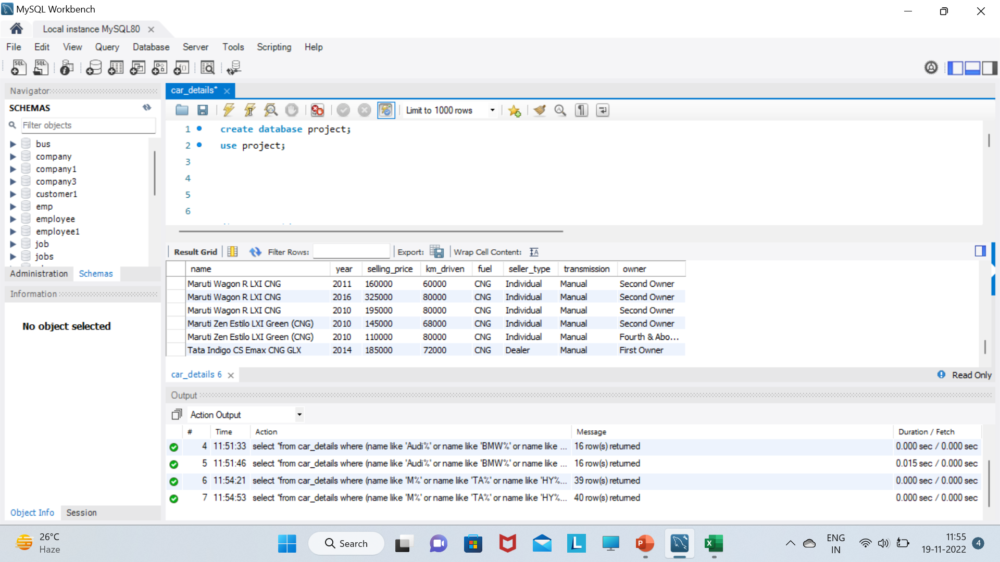 MySQL Workbench
Local instance MySQL80
File Edit View Query Database Server Tools Scripting Help
Navigator
SCHEMAS
Filter objects
bus
company
company1
company3
customer1
emp
employee
employee1
job
jobs
Administration Schemas
Information
No object selected
Object Info Session
car_details*
Limit to 1000 rows
1 create database project;
2 use project;
3
4
5
6
Result Grid Filter Rows: Export: Wrap Cell Content:
name year selling_price km_driven fuel seller_type transmission owner
Maruti Wagon R LXI CNG 2011 160000 60000 CNG Individual Manual Second Owner
Maruti Wagon R LXI CNG 2016 325000 80000 CNG Individual Manual Second Owner
Maruti Wagon R LXI CNG 2010 195000 80000 CNG Individual Manual Second Owner
Maruti Zen Estilo LXI Green (CNG) 2010 145000 68000 CNG Individual Manual Second Owner
Maruti Zen Estilo LXI Green (CNG) 2010 110000 80000 CNG Individual Manual Fourth & Abo...
Tata Indigo CS Emax CNG GLX 2014 185000 72000 CNG Dealer Manual First Owner
car_details 6 Read Only
Output
Action Output
# Time Action Message Duration / Fetch
4 11:51:33 select *from car_details where (name like 'Audi%' or name like 'BMW%' or name like ... 16 row(s) returned 0.000 sec / 0.000 sec
5 11:51:46 select *from car_details where (name like 'Audi%' or name like 'BMW%' or name like ... 16 row(s) returned 0.015 sec / 0.000 sec
6 11:54:21 select *from car_details where (name like 'M%' or name like 'TA%' or name like 'HY%... 39 row(s) returned 0.000 sec / 0.000 sec
7 11:54:53 select *from car_details where (name like 'M%' or name like 'TA%' or name like 'HY%... 40 row(s) returned 0.000 sec / 0.000 sec
26°C
Haze
Search
ENG
IN
11:55
19-11-2022
4